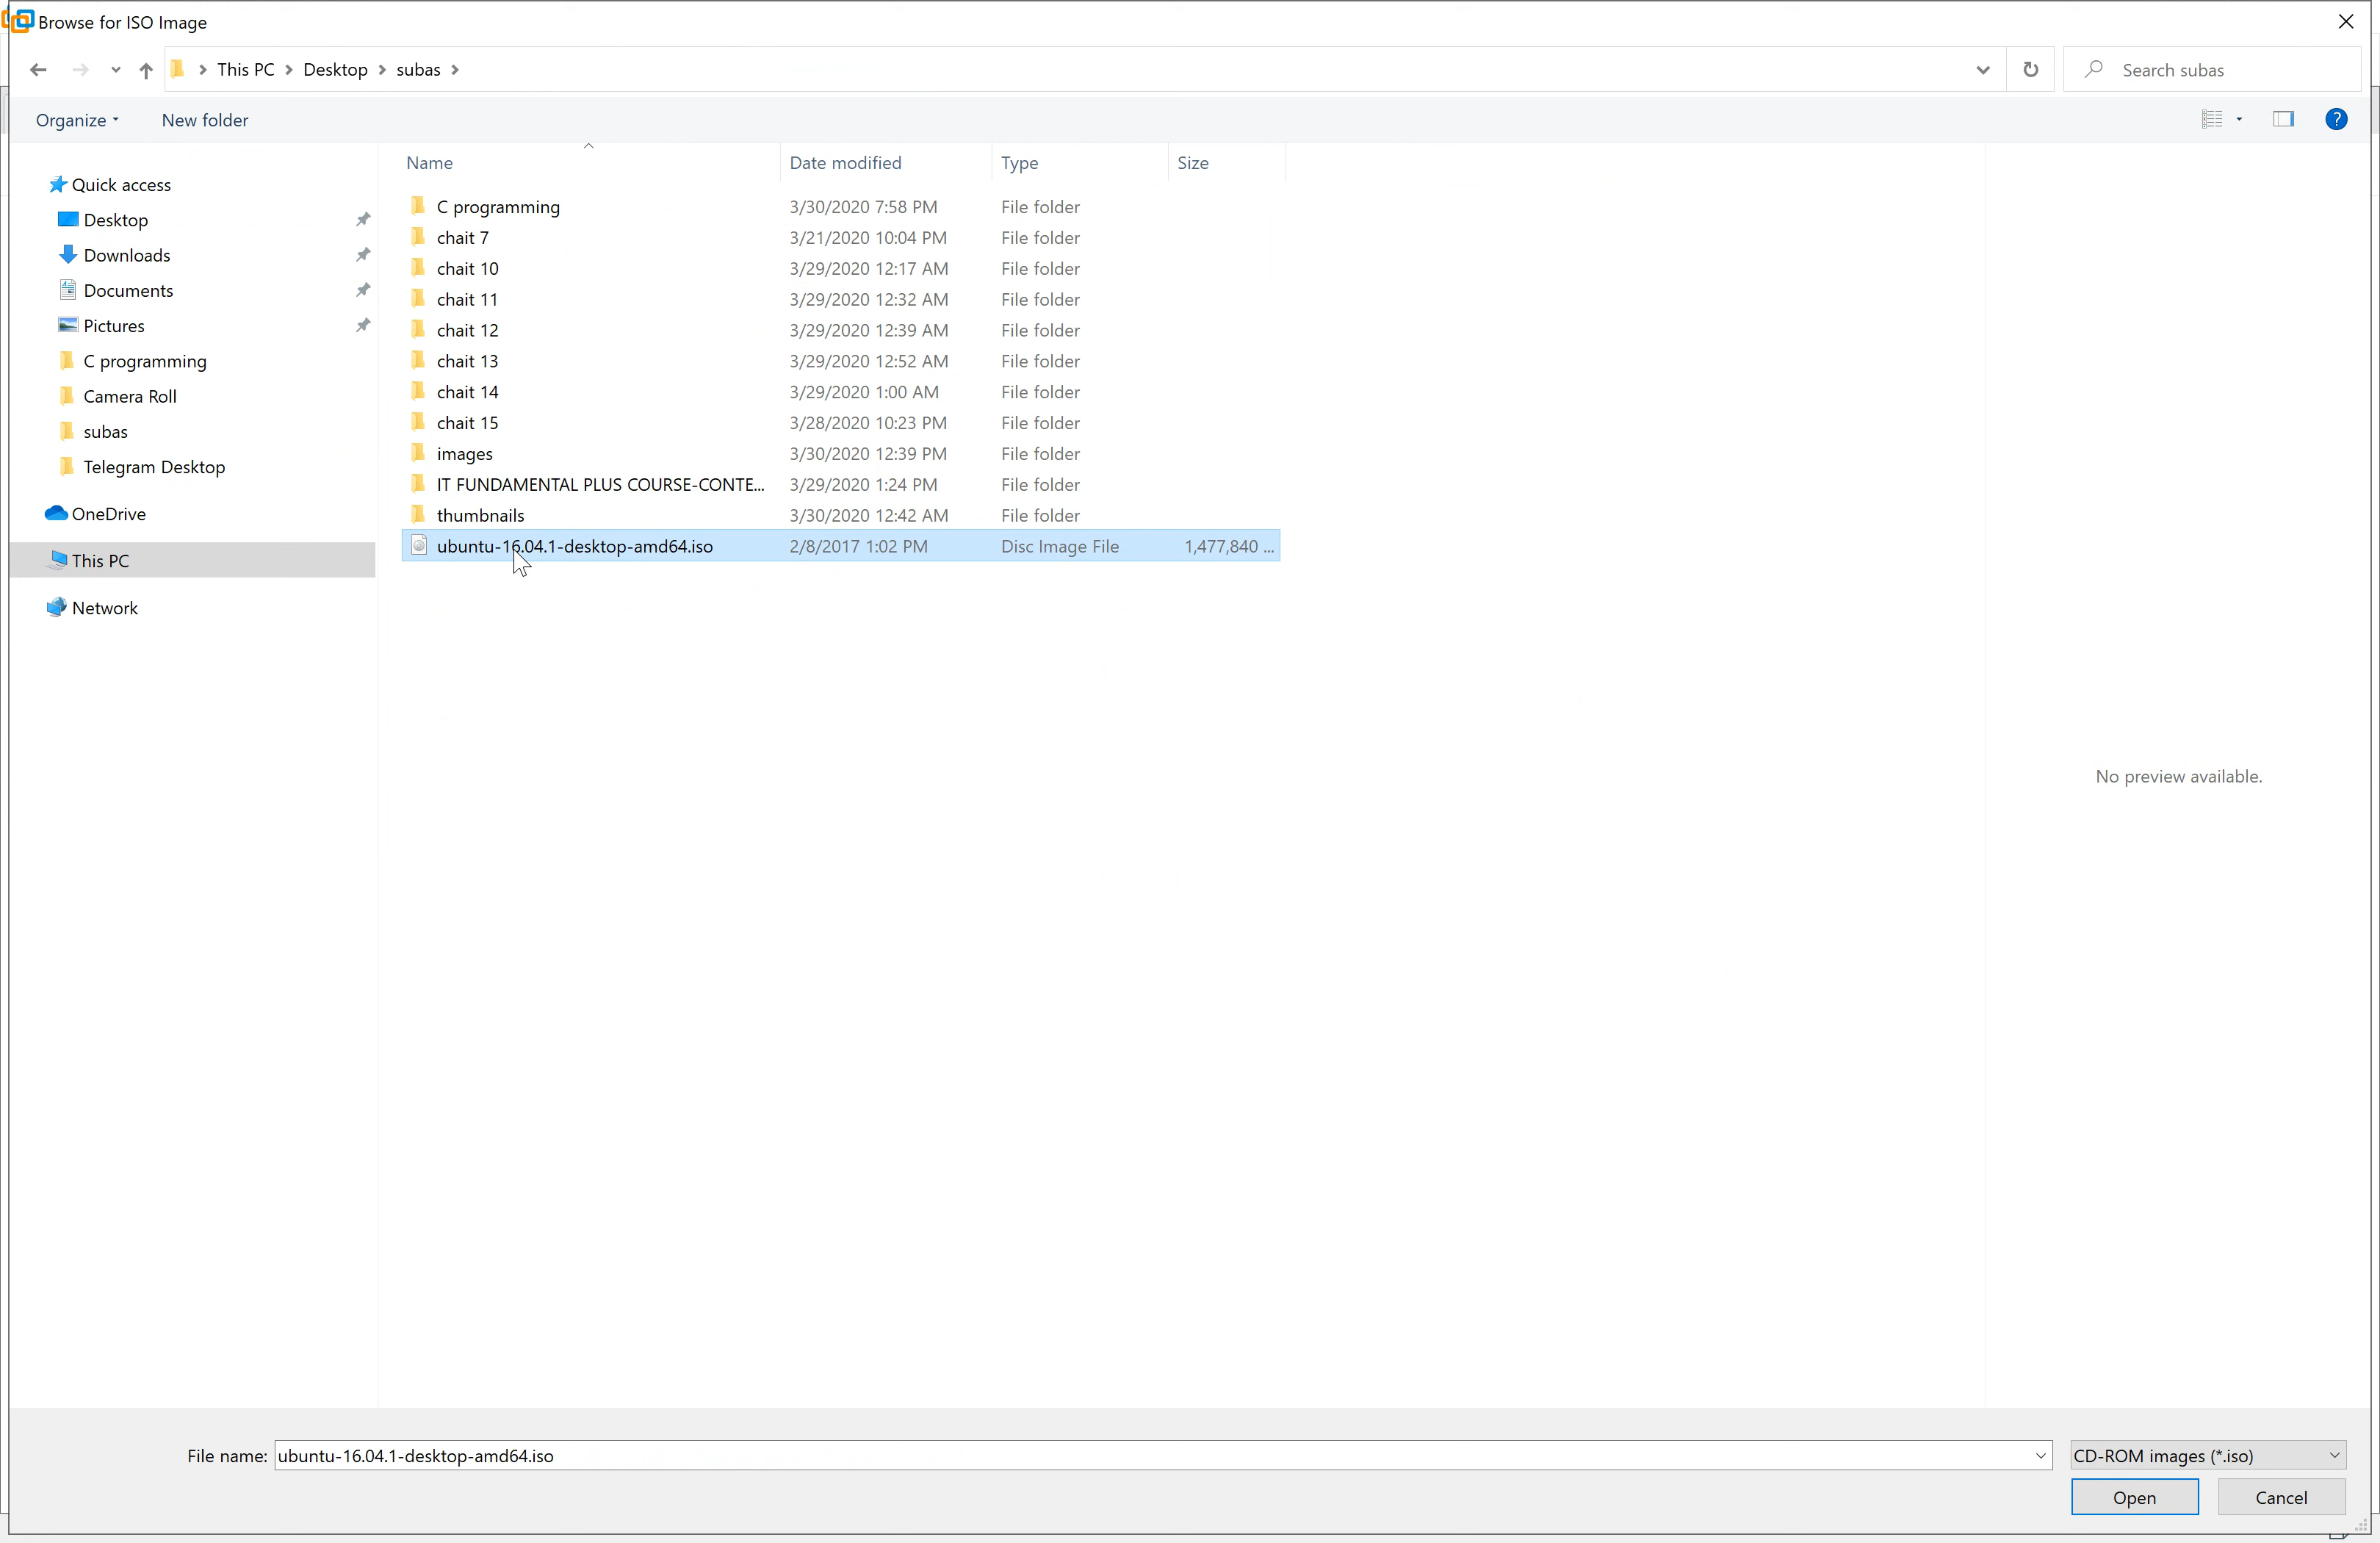 Browse for ISO Image
This PC > Desktop > subas >
Search subas
Organize
New folder
Name
Date modified
Type
Size
Quick access
Desktop
Downloads
Documents
Pictures
C programming
Camera Roll
subas
Telegram Desktop
OneDrive
This PC
Network
C programming 3/30/2020 7:58 PM File folder
chait 7 3/21/2020 10:04 PM File folder
chait 10 3/29/2020 12:17 AM File folder
chait 11 3/29/2020 12:32 AM File folder
chait 12 3/29/2020 12:39 AM File folder
chait 13 3/29/2020 12:52 AM File folder
chait 14 3/29/2020 1:00 AM File folder
chait 15 3/28/2020 10:23 PM File folder
images 3/30/2020 12:39 PM File folder
IT FUNDAMENTAL PLUS COURSE-CONTE... 3/29/2020 1:24 PM File folder
thumbnails 3/30/2020 12:42 AM File folder
ubuntu-16.04.1-desktop-amd64.iso 2/8/2017 1:02 PM Disc Image File 1,477,840 ...
No preview available.
File name: ubuntu-16.04.1-desktop-amd64.iso
CD-ROM images (*.iso)
Open
Cancel